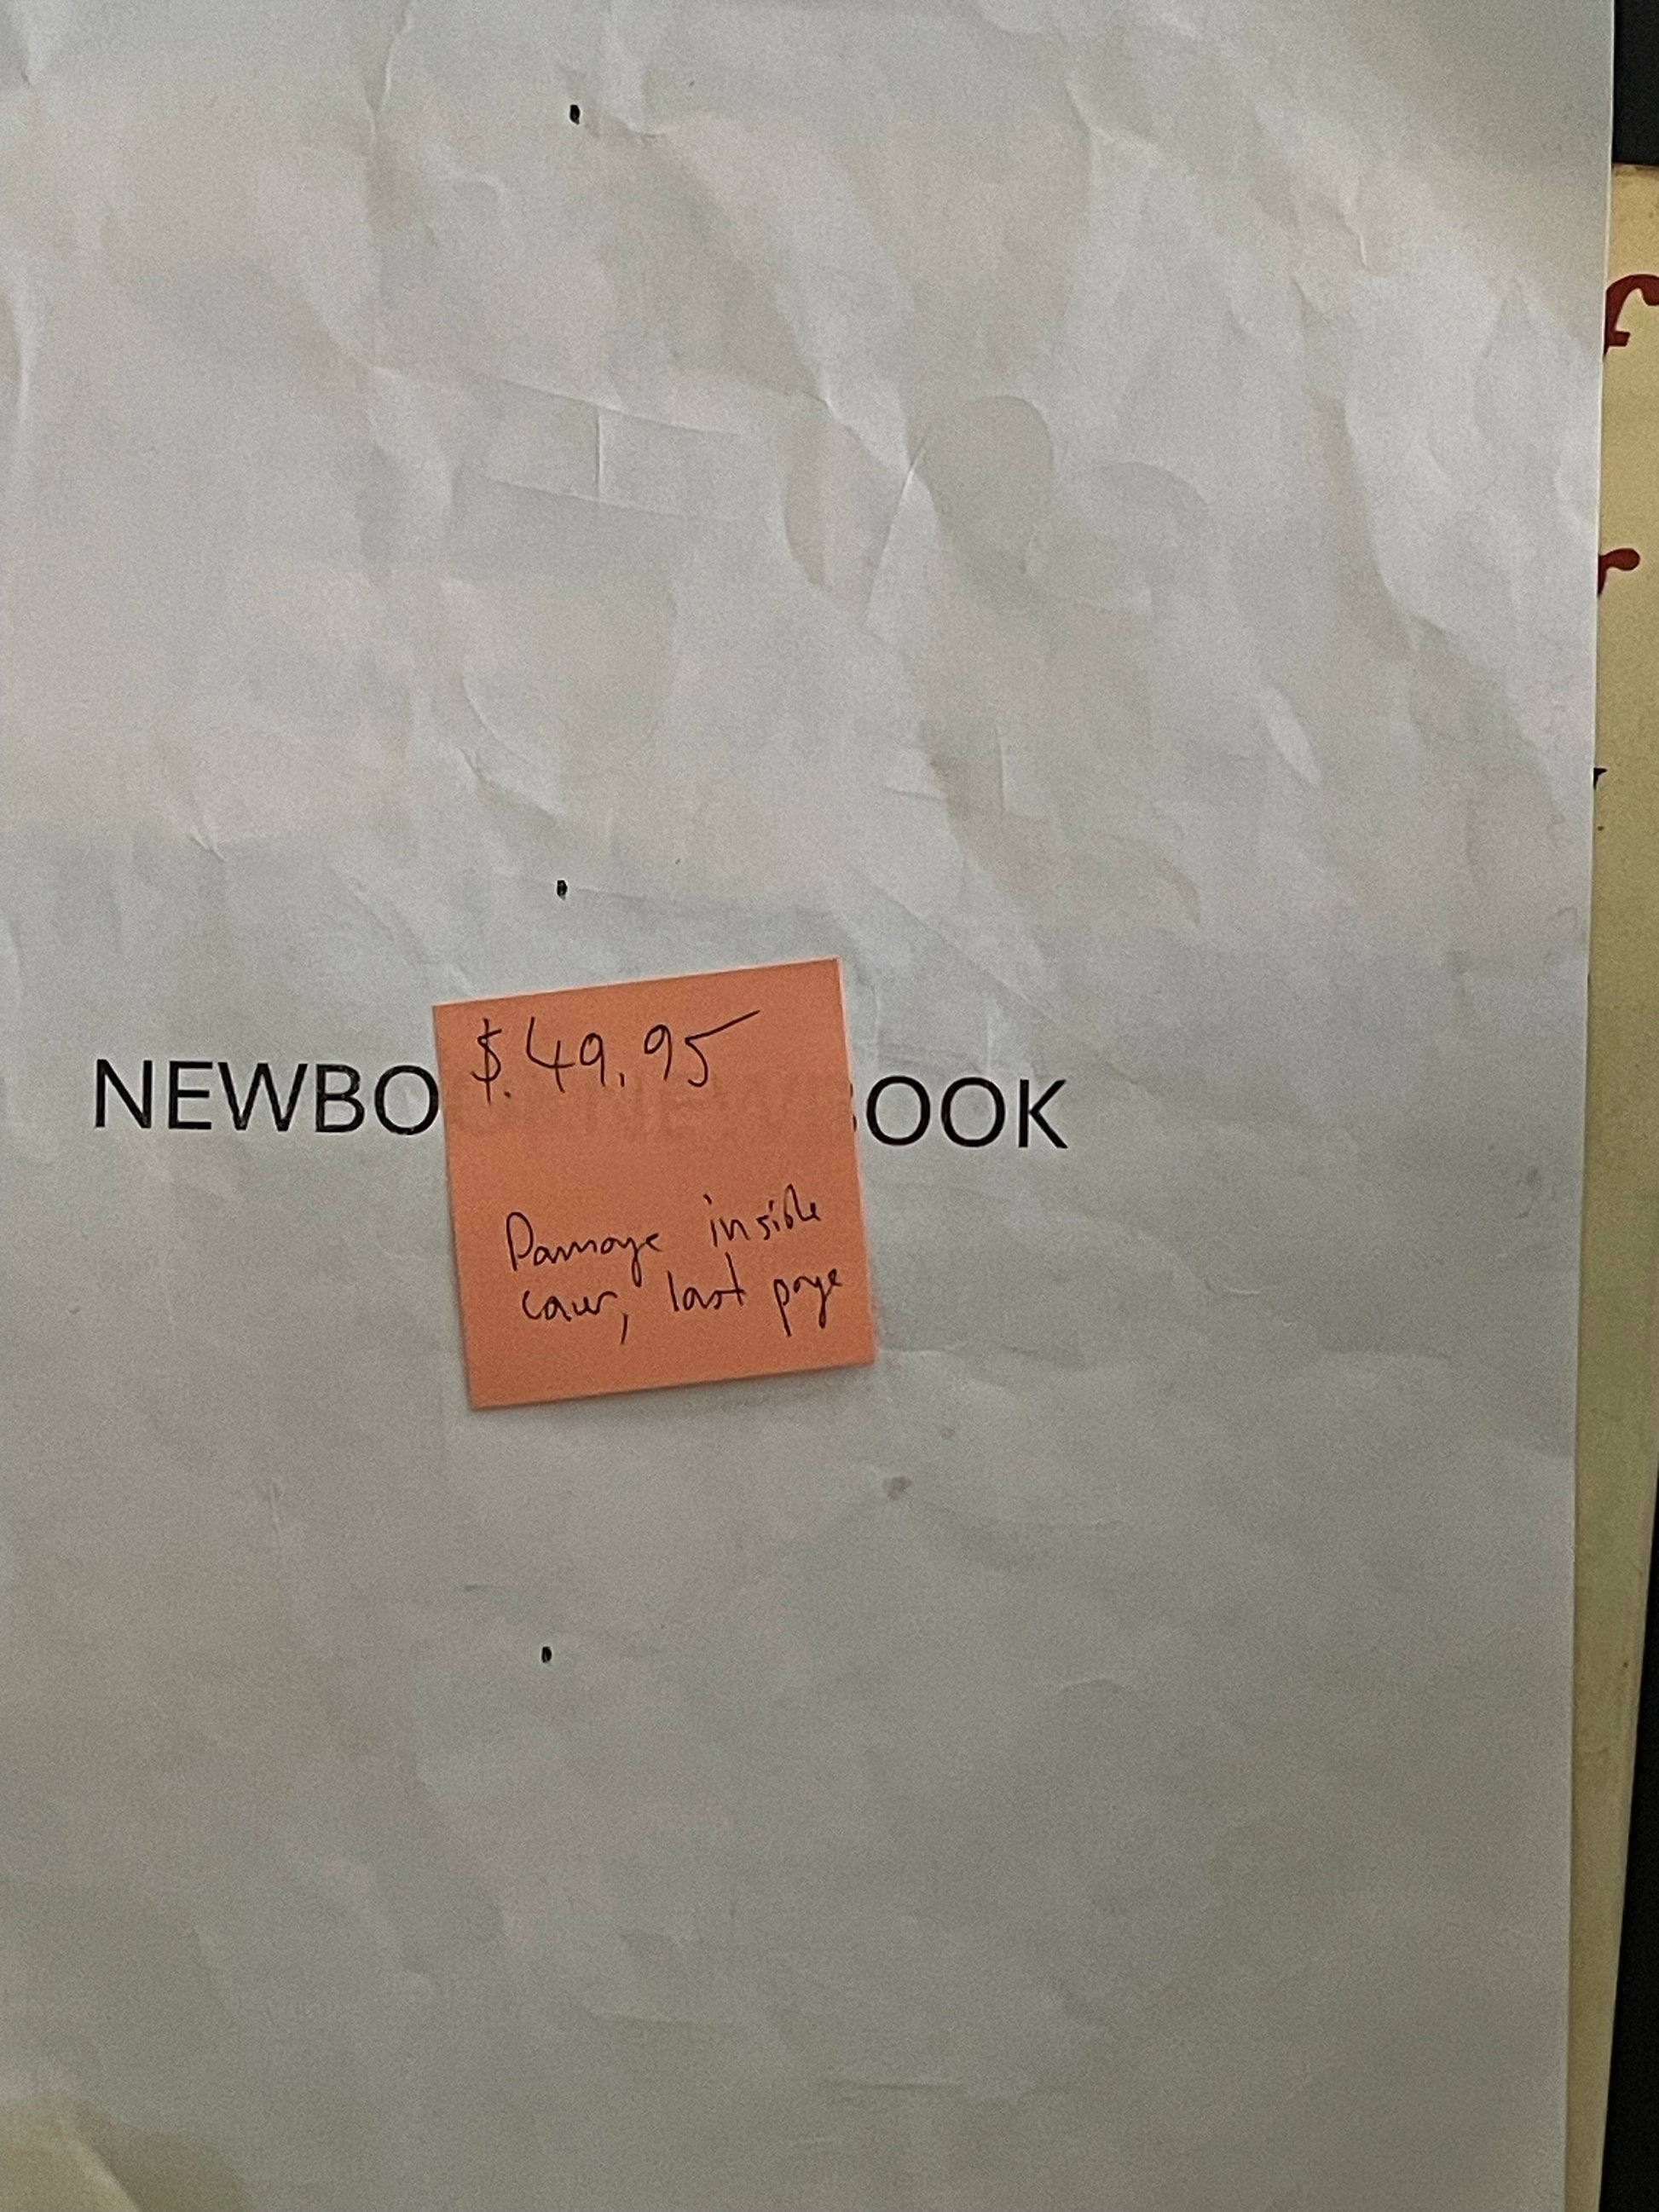 $.49.95
NEWBO OOK
Damage inside
cover, last page